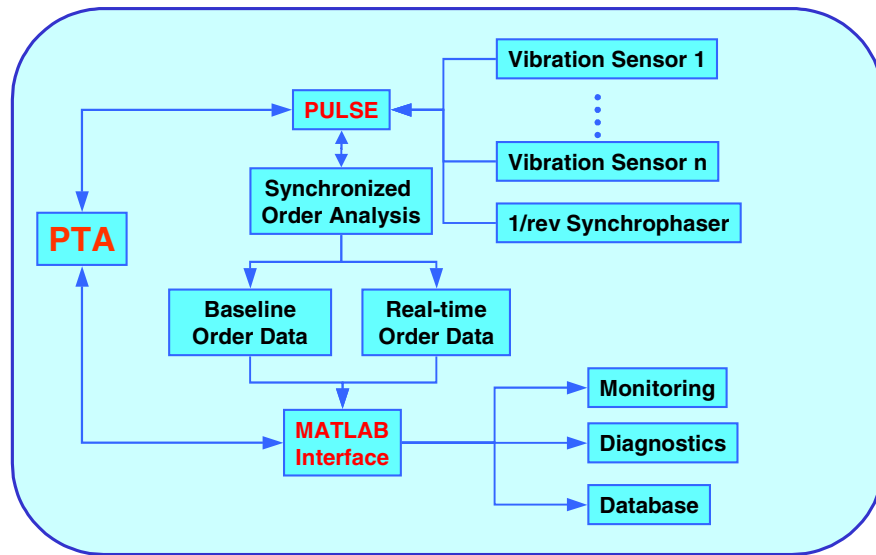 Vibration Sensor 1
PULSE
Vibration Sensor n
Synchronized
Order Analysis
1/rev Synchrophaser
PTA
Baseline
Order Data
Real-time
Order Data
Monitoring
MATLAB
Interface
Diagnostics
Database